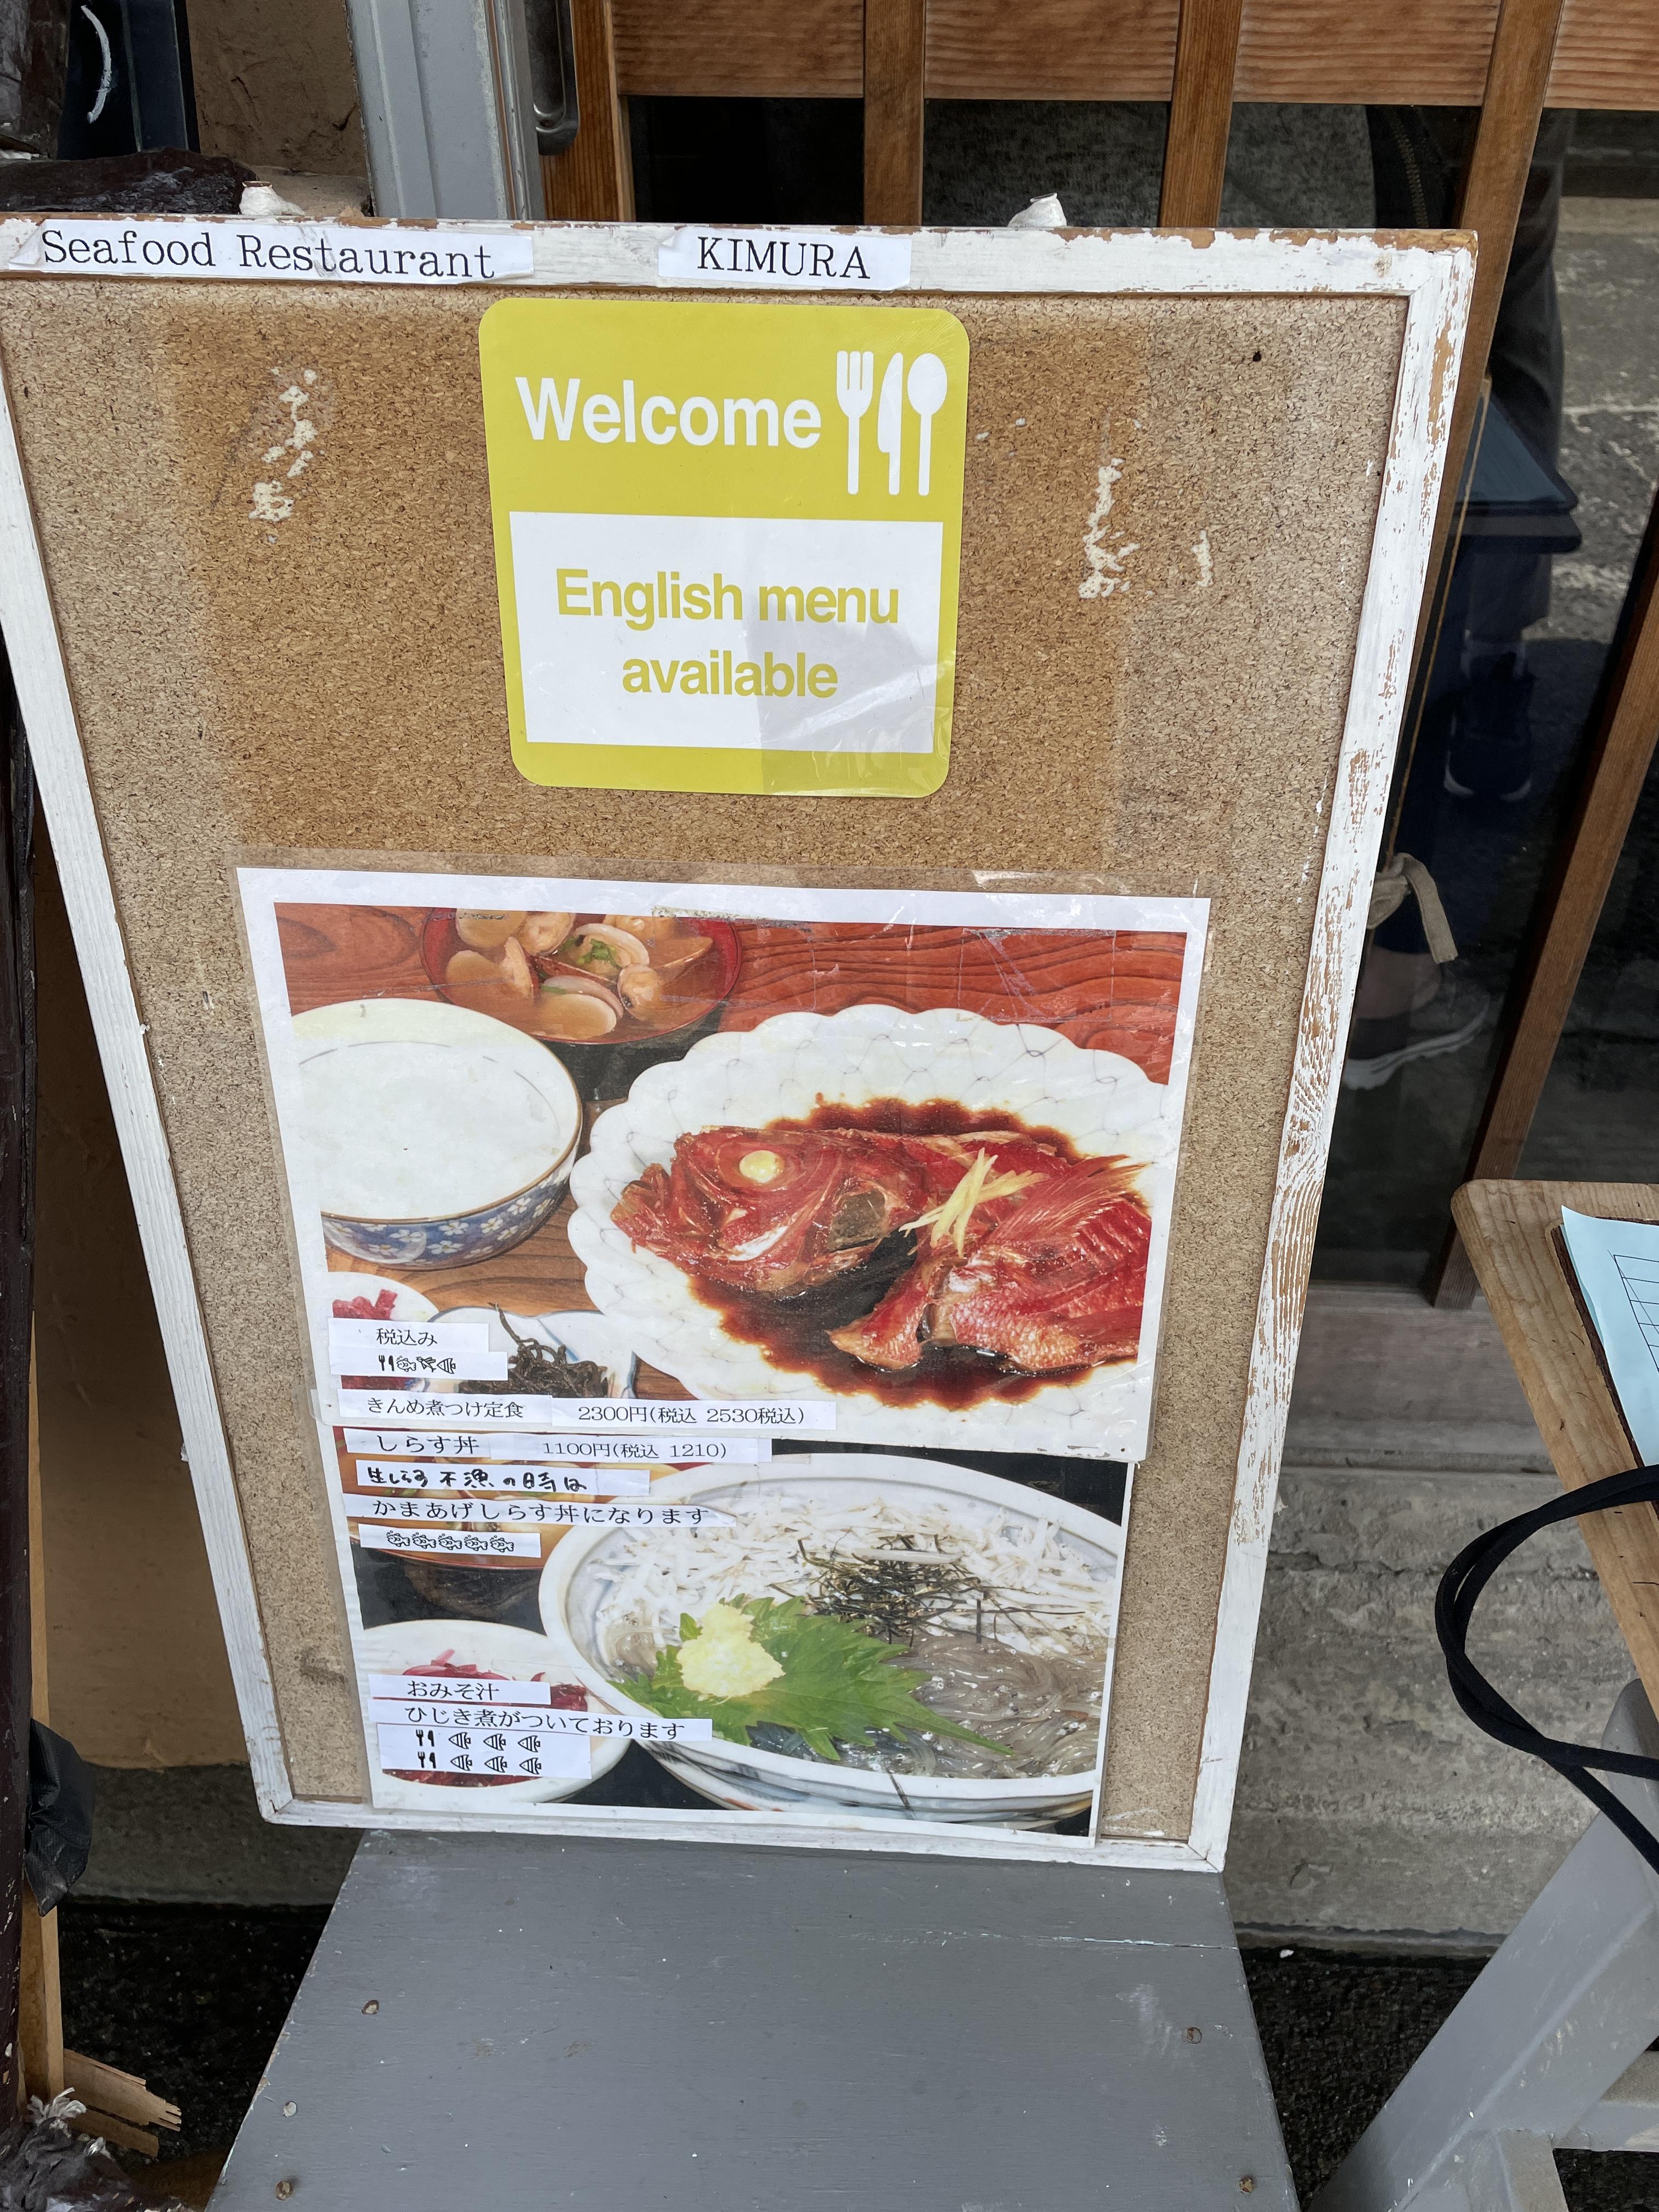 Seafood Restaurant KIMURA
Welcome
English menu
available
税込み
きんめ煮つけ定食 2300円(税込 2530税込)
しらす丼 1100円(税込 1210)
生しらす 不漁の時は
かまあげしらす丼になります
おみそ汁
ひじき煮がついております